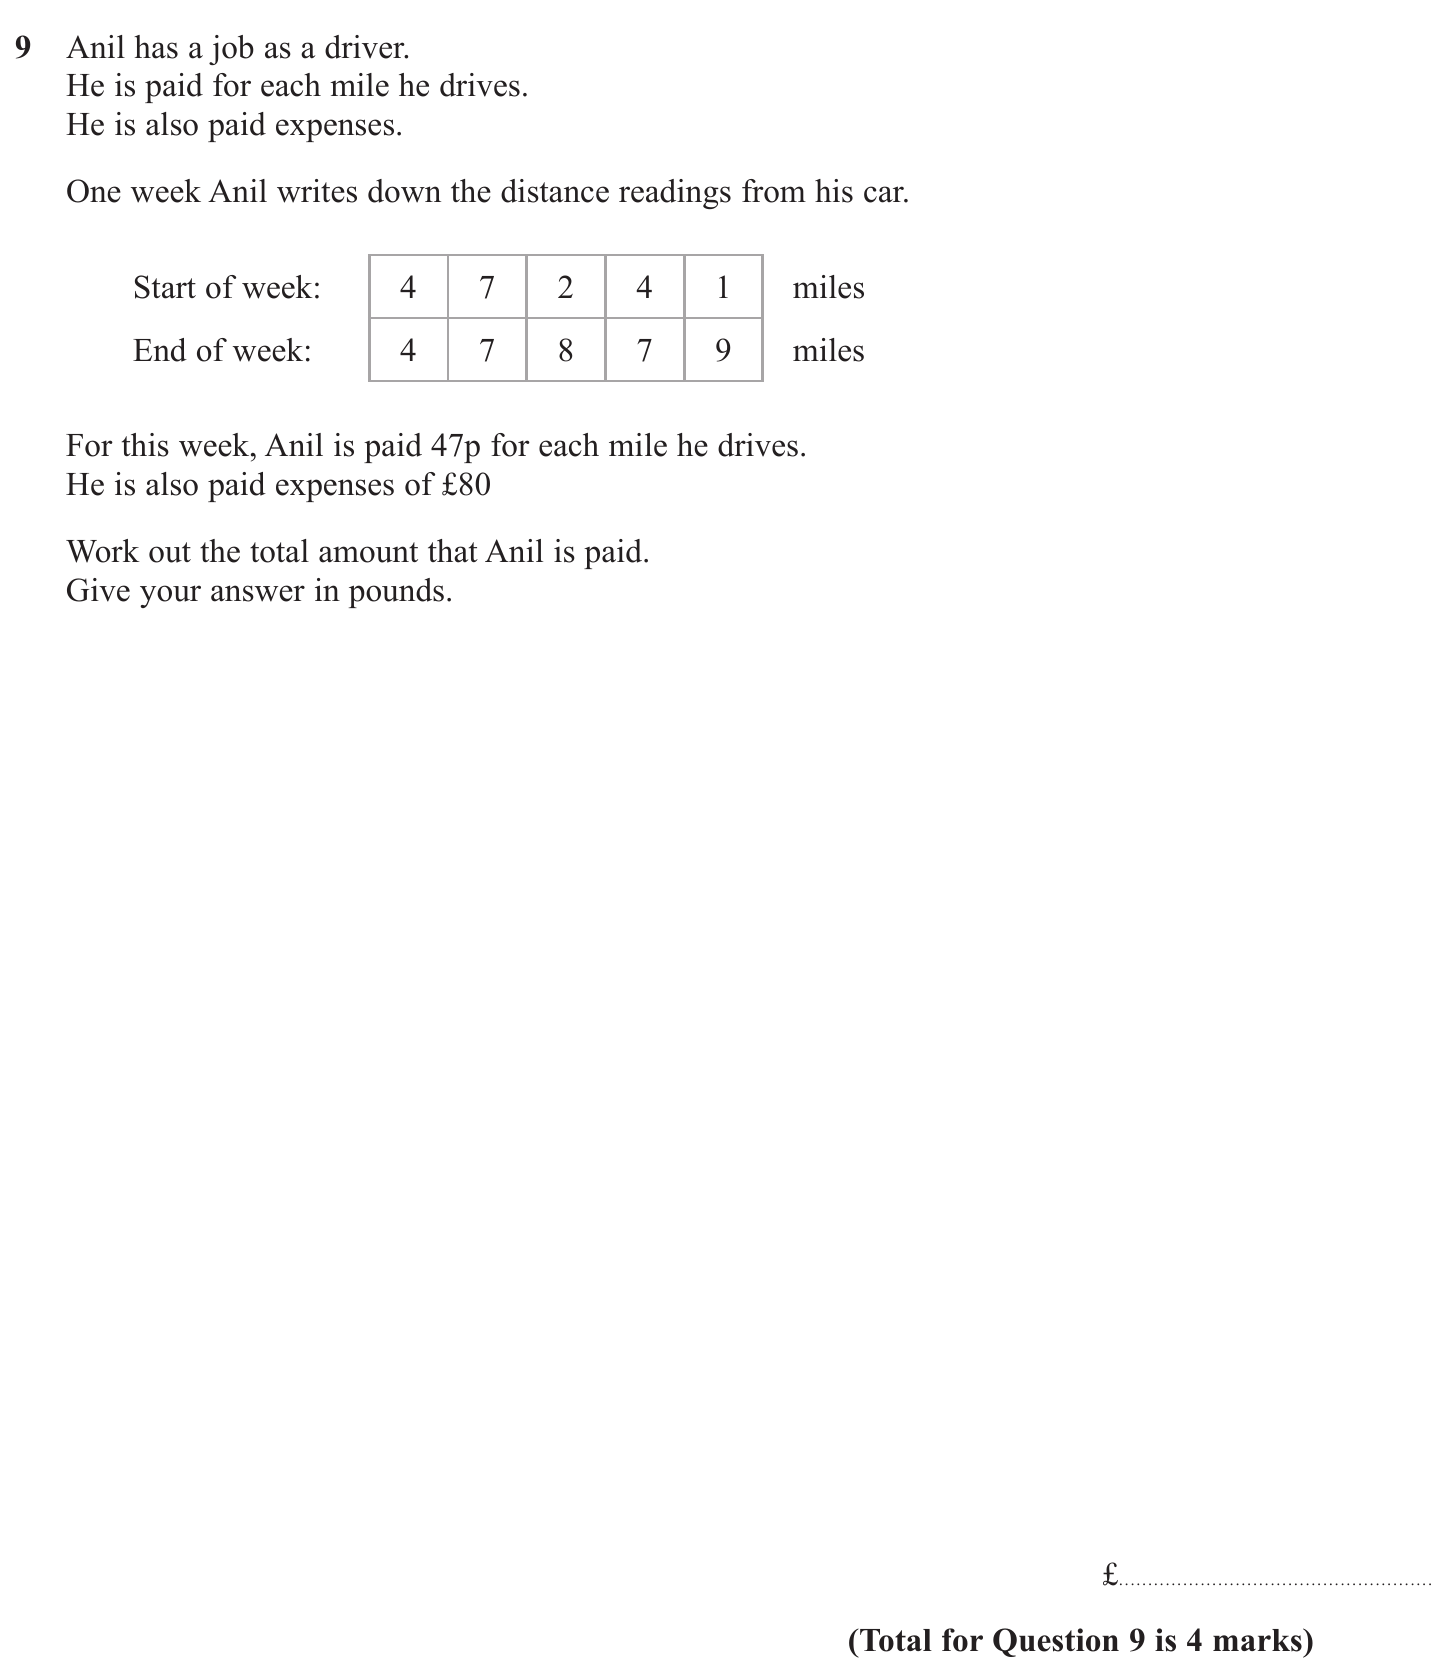 9 Anil has a job as a driver.
He is paid for each mile he drives.
He is also paid expenses.
One week Anil writes down the distance readings from his car.
Start of week: 4 7 2 4 1 miles
End of week: 4 7 8 7 9 miles
For this week, Anil is paid 47p for each mile he drives.
He is also paid expenses of £80
Work out the total amount that Anil is paid.
Give your answer in pounds.
£......................................................
(Total for Question 9 is 4 marks)